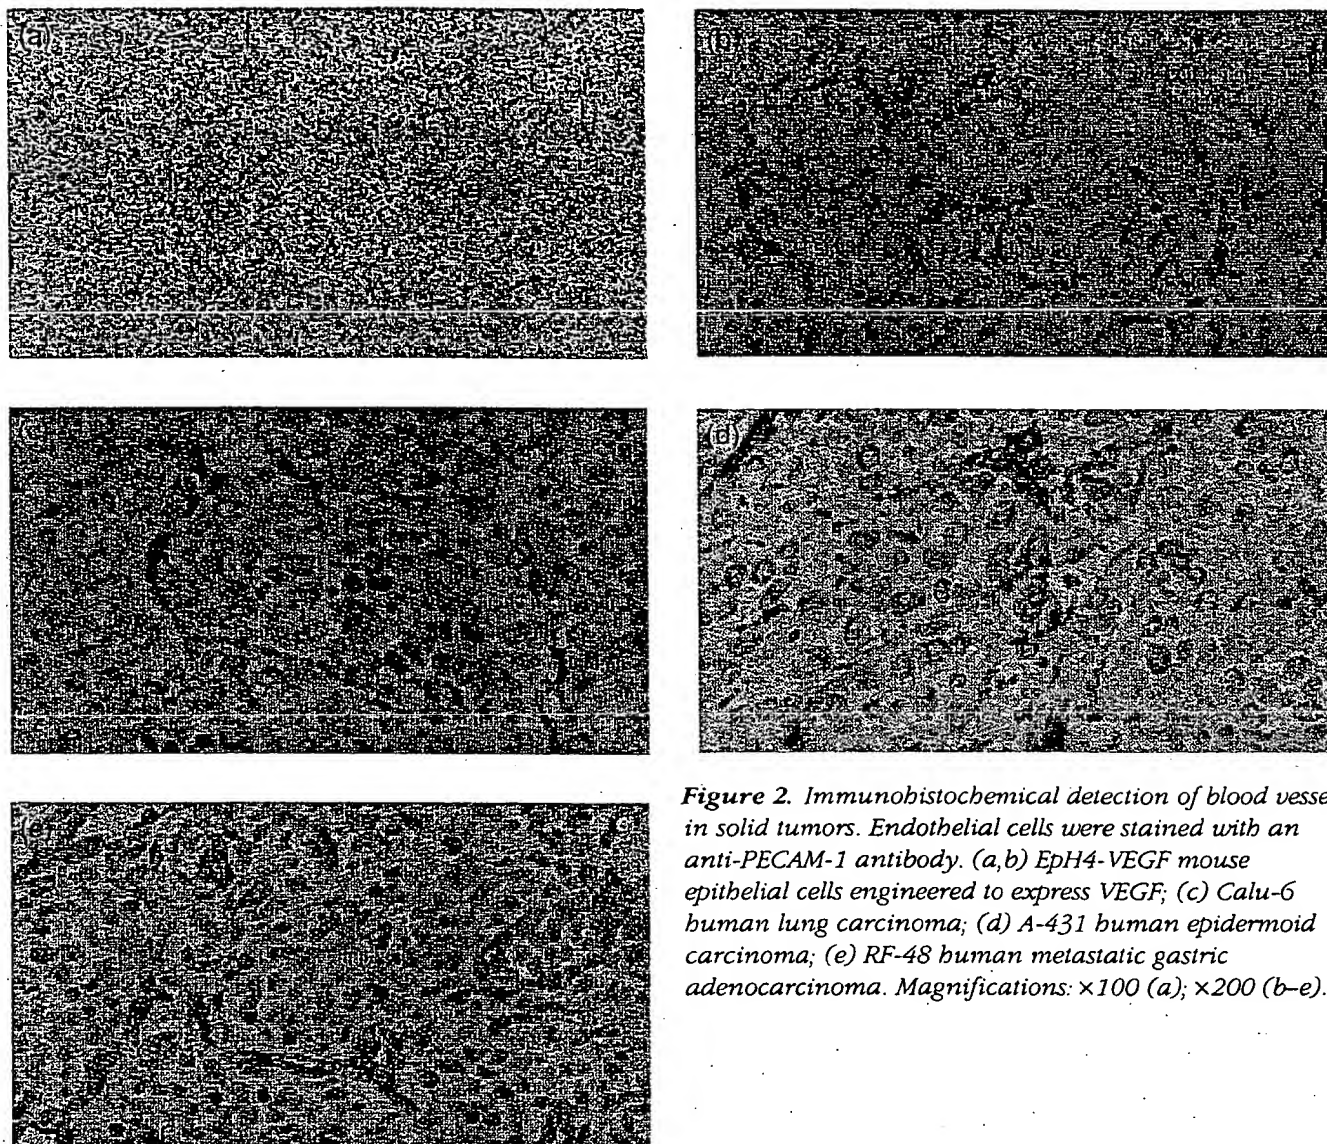 (a)
(b)
(c)
(d)
(e)
Figure 2. Immunohistochemical detection of blood vesse
in solid tumors. Endothelial cells were stained with an
anti-PECAM-1 antibody. (a,b) EpH4-VEGF mouse
epithelial cells engineered to express VEGF; (c) Calu-6
human lung carcinoma; (d) A-431 human epidermoid
carcinoma; (e) RF-48 human metastatic gastric
adenocarcinoma. Magnifications: ×100 (a); ×200 (b–e).